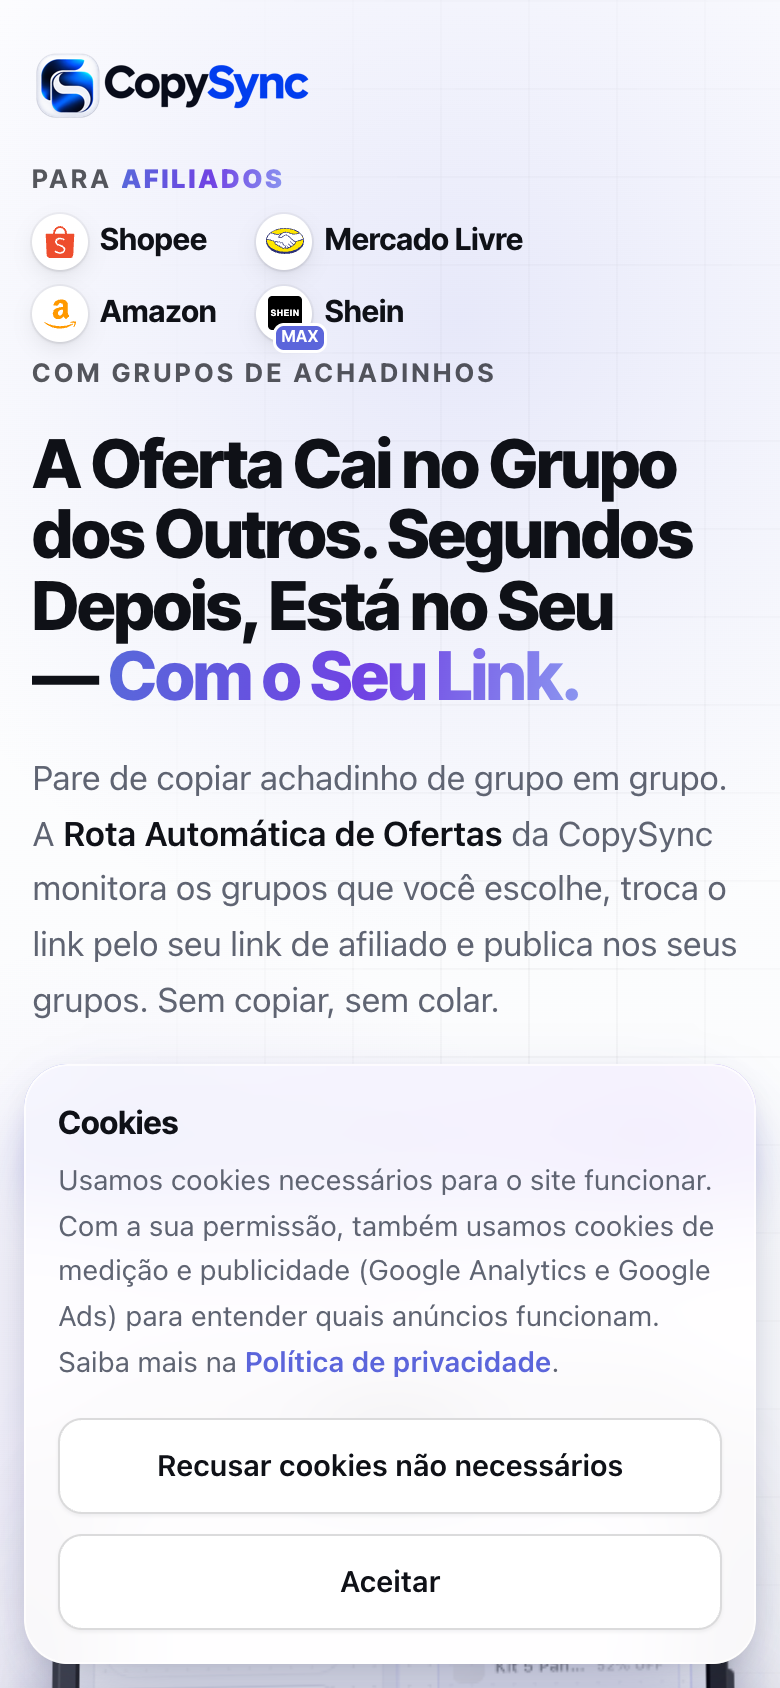 CopySync
PARA AFILIADOS
Shopee
Mercado Livre
Amazon
SHEIN
Shein
MAX
COM GRUPOS DE ACHADINHOS
A Oferta Cai no Grupo
dos Outros. Segundos
Depois, Está no Seu
— Com o Seu Link.
Pare de copiar achadinho de grupo em grupo.
A Rota Automática de Ofertas da CopySync
monitora os grupos que você escolhe, troca o
link pelo seu link de afiliado e publica nos seus
grupos. Sem copiar, sem colar.
Cookies
Usamos cookies necessários para o site funcionar.
Com a sua permissão, também usamos cookies de
medição e publicidade (Google Analytics e Google
Ads) para entender quais anúncios funcionam.
Saiba mais na Política de privacidade.
Recusar cookies não necessários
Aceitar
Kit 5 Pan... 52% OFF